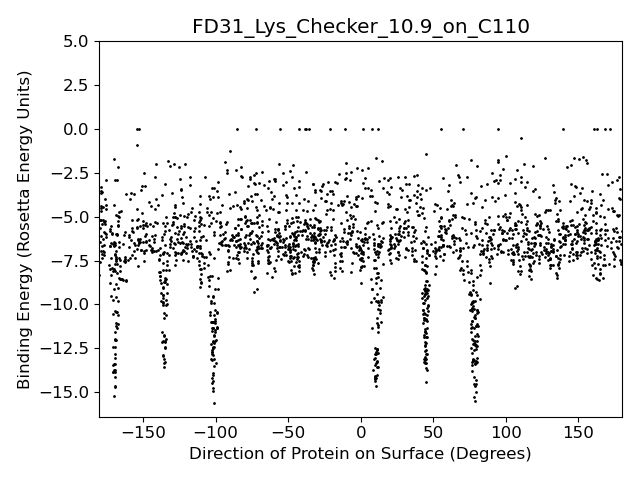 FD31_Lys_Checker_10.9_on_C110
5.0
2.5
0.0
−2.5
−5.0
−7.5
−10.0
−12.5
−15.0
Binding Energy (Rosetta Energy Units)
−150 −100 −50 0 50 100 150
Direction of Protein on Surface (Degrees)